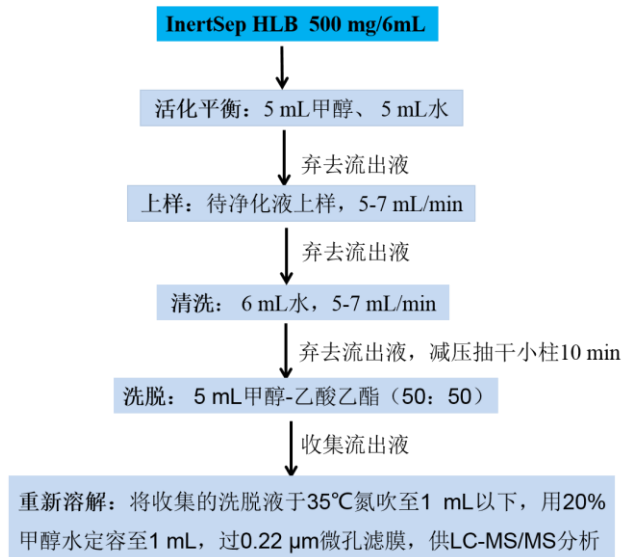 InertSep HLB 500 mg/6mL
活化平衡：5 mL甲醇、 5 mL水
弃去流出液
上样：待净化液上样，5-7 mL/min
弃去流出液
清洗： 6 mL水，5-7 mL/min
弃去流出液，减压抽干小柱10 min
洗脱： 5 mL甲醇-乙酸乙酯（50：50）
收集流出液
重新溶解：将收集的洗脱液于35℃氮吹至1 mL以下，用20%
甲醇水定容至1 mL，过0.22 μm微孔滤膜，供LC-MS/MS分析